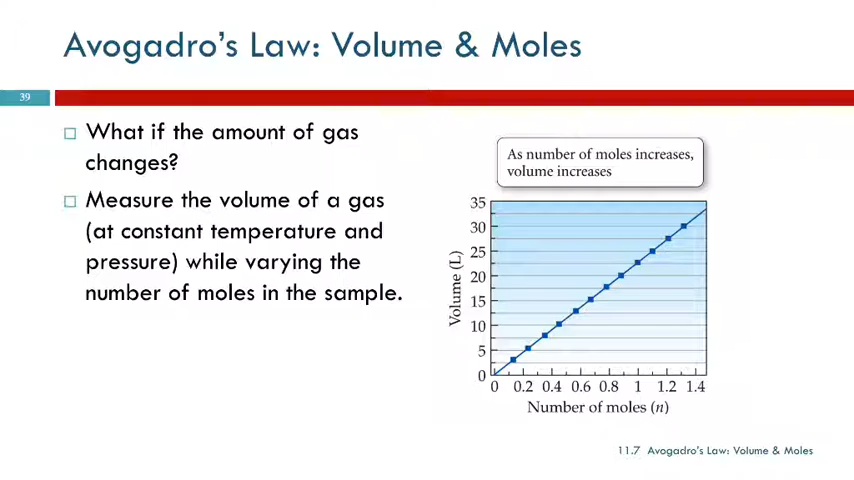 Avogadro's Law: Volume & Moles
39
What if the amount of gas
changes?
Measure the volume of a gas
(at constant temperature and
pressure) while varying the
number of moles in the sample.
As number of moles increases,
volume increases
35
30
25
20
15
10
5
0
Volume (L)
0 0.2 0.4 0.6 0.8 1 1.2 1.4
Number of moles (n)
11.7 Avogadro's Law: Volume & Moles